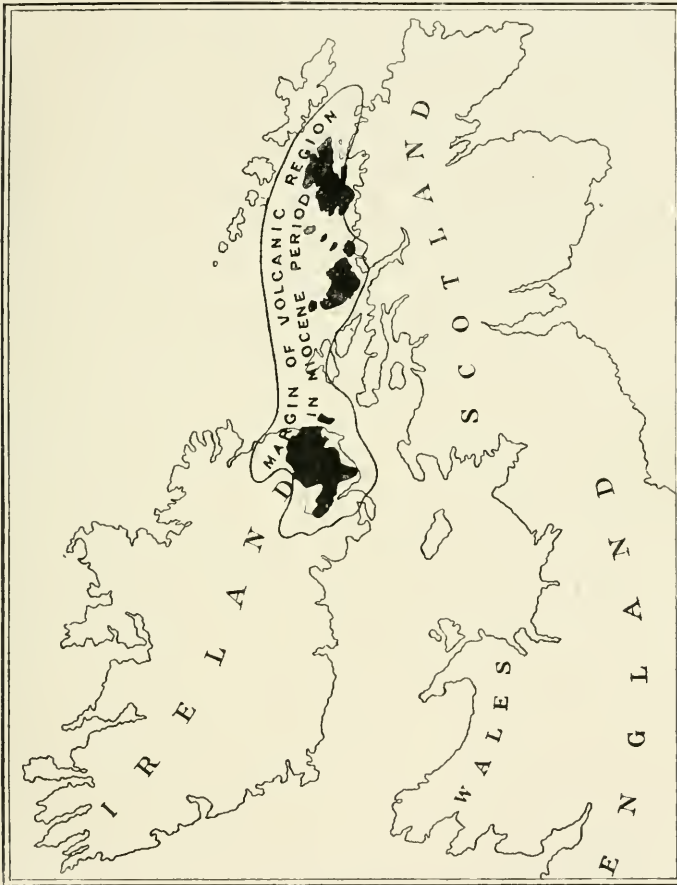 MARGIN OF VOLCANIC REGION
IN MIOCENE PERIOD
IRELAND
SCOTLAND
WALES
ENGLAND